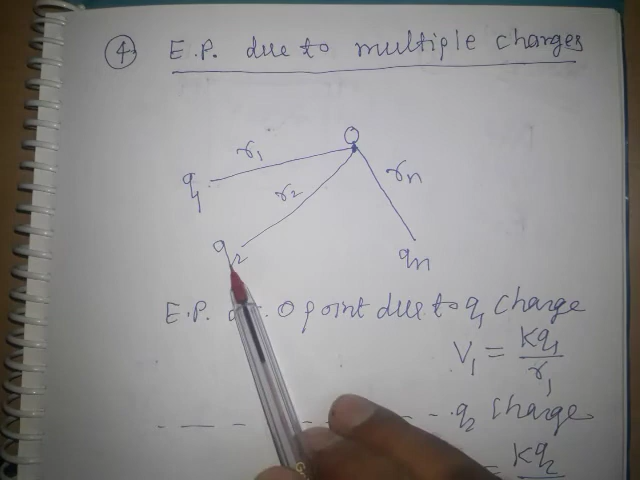 ④ E.P. due to multiple charges
O
r1
rn
q1
r2
q2
qn
E.P. O point due to q1 charge
V1 = Kq1/r1
- — - - - - - - q2 charge
= Kq2